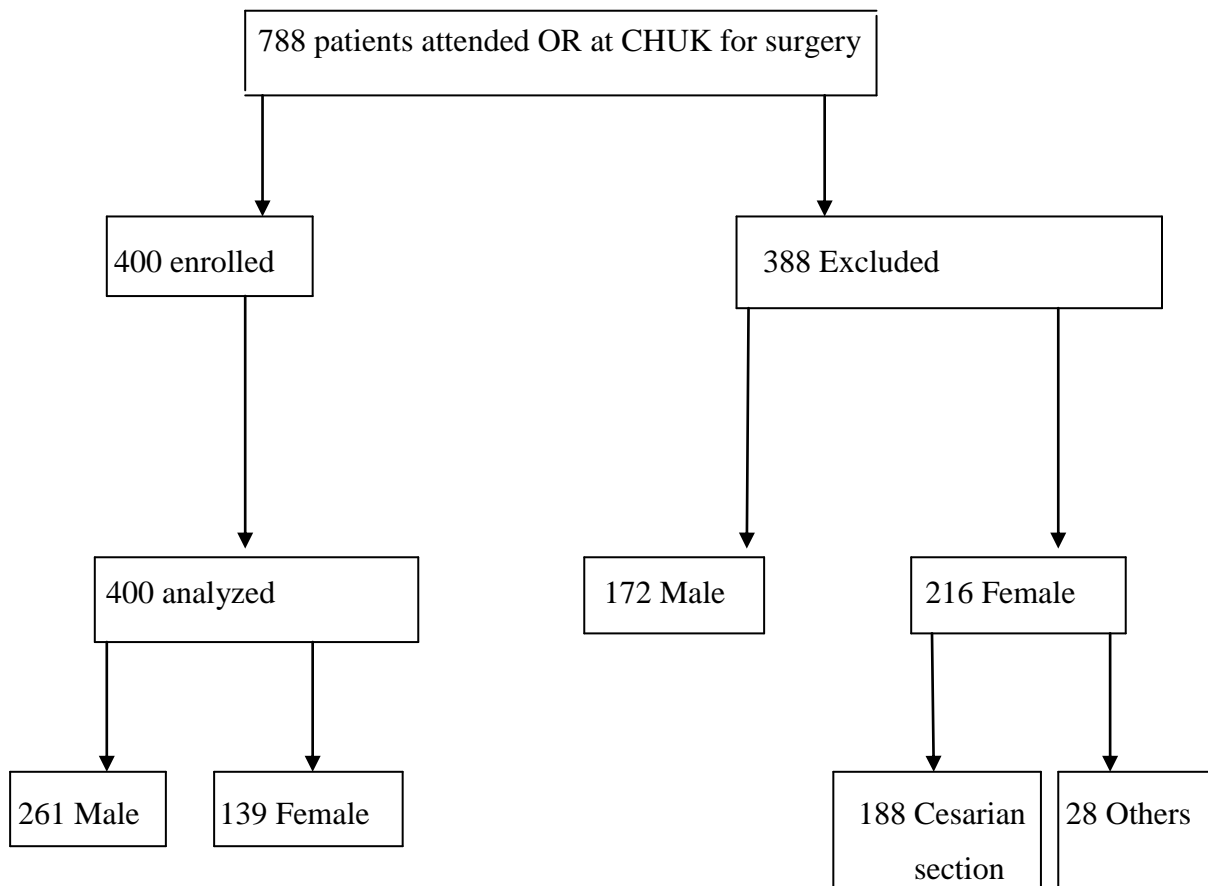 788 patients attended OR at CHUK for surgery
400 enrolled
388 Excluded
400 analyzed
172 Male
216 Female
261 Male
139 Female
188 Cesarian
section
28 Others